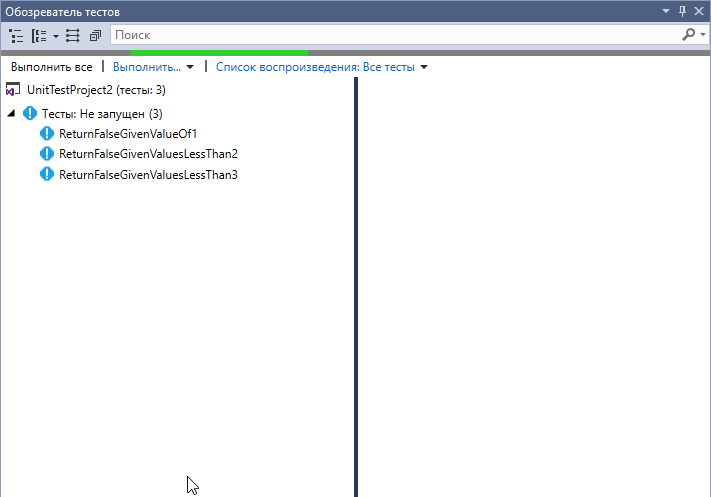 Обозреватель тестов
Поиск
Выполнить все | Выполнить... | Список воспроизведения: Все тесты
UnitTestProject2 (тесты: 3)
Тесты: Не запущен (3)
ReturnFalseGivenValueOf1
ReturnFalseGivenValuesLessThan2
ReturnFalseGivenValuesLessThan3